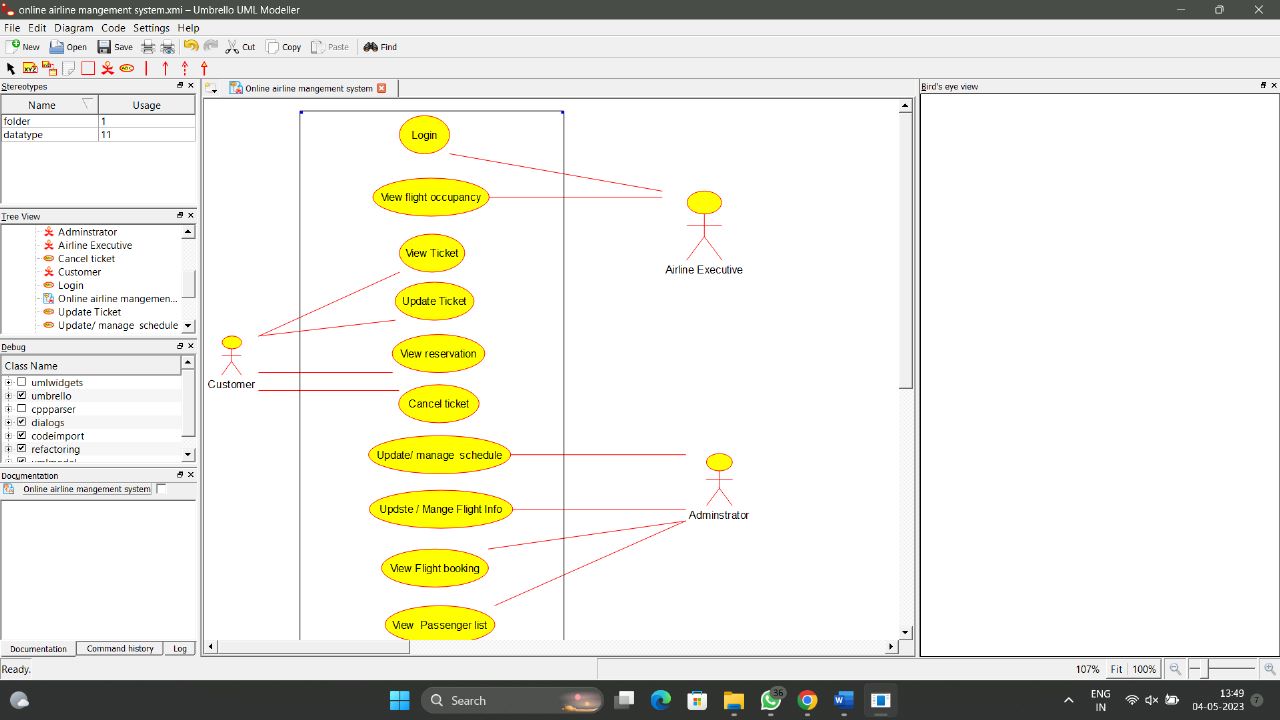 online airline mangement system.xmi – Umbrello UML Modeller
File Edit Diagram Code Settings Help
New Open Save Cut Copy Paste Find
Stereotypes
Name Usage
folder 1
datatype 11
Tree View
Adminstrator
Airline Executive
Cancel ticket
Customer
Login
Online airline mangemen...
Update Ticket
Update/ manage schedule
Debug
Class Name
umlwidgets
umbrello
cppparser
dialogs
codeimport
refactoring
Documentation
Online airline mangement system
Documentation Command history Log
Online airline mangement system
Login
View flight occupancy
View Ticket
Update Ticket
View reservation
Cancel ticket
Update/ manage schedule
Updste / Mange Flight Info
View Flight booking
View Passenger list
Customer
Airline Executive
Adminstrator
Bird's eye view
Ready.
107% Fit 100%
Search
36
ENG
IN
13:49
04-05-2023
7